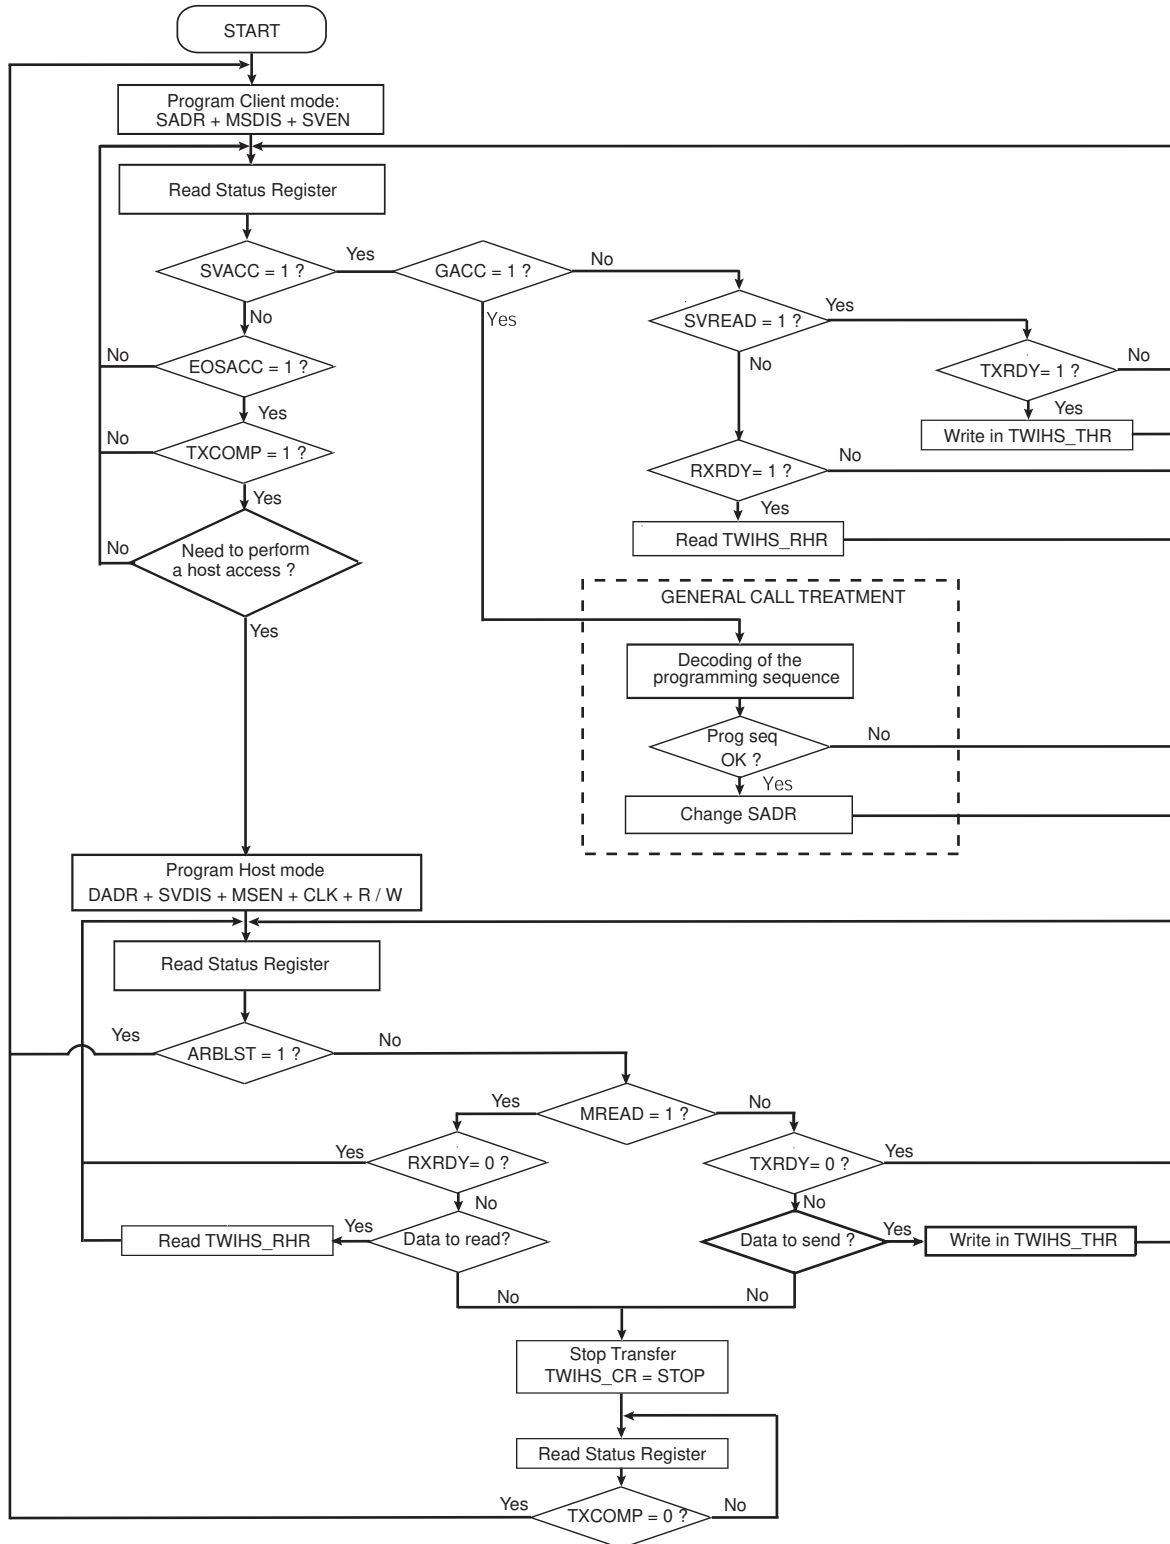 START
Program Client mode:
SADR + MSDIS + SVEN
Read Status Register
SVACC = 1 ?
Yes
GACC = 1 ?
No
SVREAD = 1 ?
Yes
No
Yes
No
TXRDY= 1 ?
No
EOSACC = 1 ?
No
Yes
Yes
Write in TWIHS_THR
TXCOMP = 1 ?
No
RXRDY= 1 ?
No
Yes
Yes
Read TWIHS_RHR
Need to perform
a host access ?
No
Yes
GENERAL CALL TREATMENT
Decoding of the
programming sequence
Prog seq
OK ?
No
Yes
Change SADR
Program Host mode
DADR + SVDIS + MSEN + CLK + R / W
Read Status Register
Yes
ARBLST = 1 ?
No
Yes
MREAD = 1 ?
No
Yes
RXRDY= 0 ?
TXRDY= 0 ?
Yes
No
No
Read TWIHS_RHR
Yes
Data to read?
Data to send ?
Yes
Write in TWIHS_THR
No
No
Stop Transfer
TWIHS_CR = STOP
Read Status Register
Yes
TXCOMP = 0 ?
No